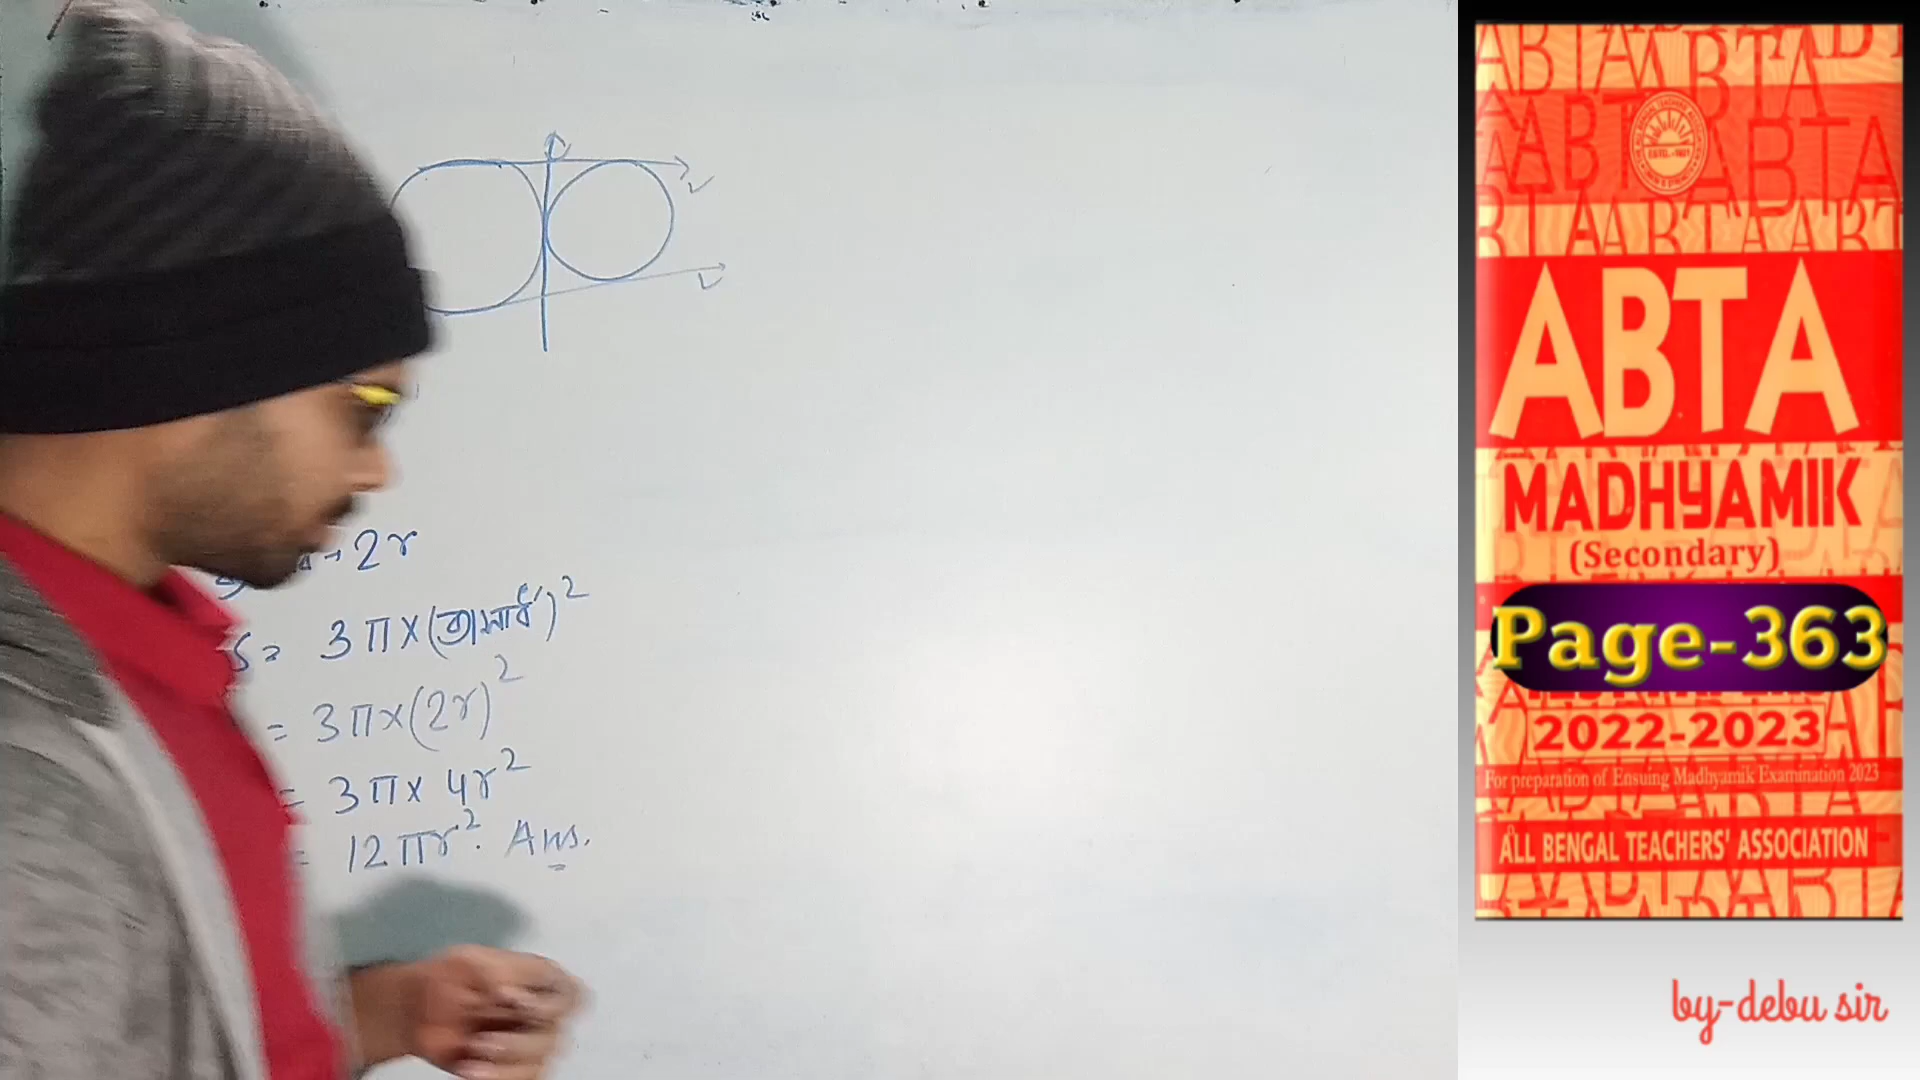 → 2r
S = 3π × (ব্যাসার্ধ)²
= 3π × (2r)²
= 3π × 4r²
= 12πr². Ans.
ABTA
MADHYAMIK
(Secondary)
Page-363
2022-2023
For preparation of Ensuing Madhyamik Examination 2023
ALL BENGAL TEACHERS' ASSOCIATION
by-debu sir